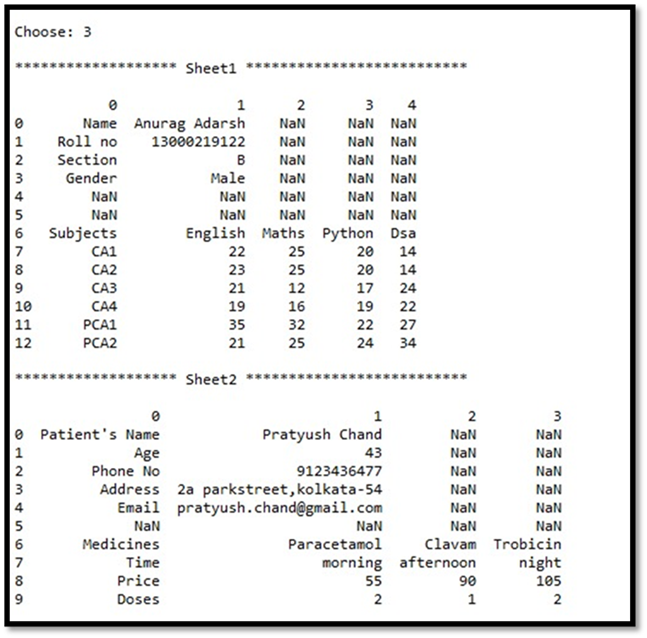 Choose: 3
******************* Sheet1 **************************
0 1 2 3 4
0 Name Anurag Adarsh NaN NaN NaN
1 Roll no 13000219122 NaN NaN NaN
2 Section B NaN NaN NaN
3 Gender Male NaN NaN NaN
4 NaN NaN NaN NaN NaN
5 NaN NaN NaN NaN NaN
6 Subjects English Maths Python Dsa
7 CA1 22 25 20 14
8 CA2 23 25 20 14
9 CA3 21 12 17 24
10 CA4 19 16 19 22
11 PCA1 35 32 22 27
12 PCA2 21 25 24 34
******************* Sheet2 **************************
0 1 2 3
0 Patient's Name Pratyush Chand NaN NaN
1 Age 43 NaN NaN
2 Phone No 9123436477 NaN NaN
3 Address 2a parkstreet,kolkata-54 NaN NaN
4 Email pratyush.chand@gmail.com NaN NaN
5 NaN NaN NaN NaN
6 Medicines Paracetamol Clavam Trobicin
7 Time morning afternoon night
8 Price 55 90 105
9 Doses 2 1 2